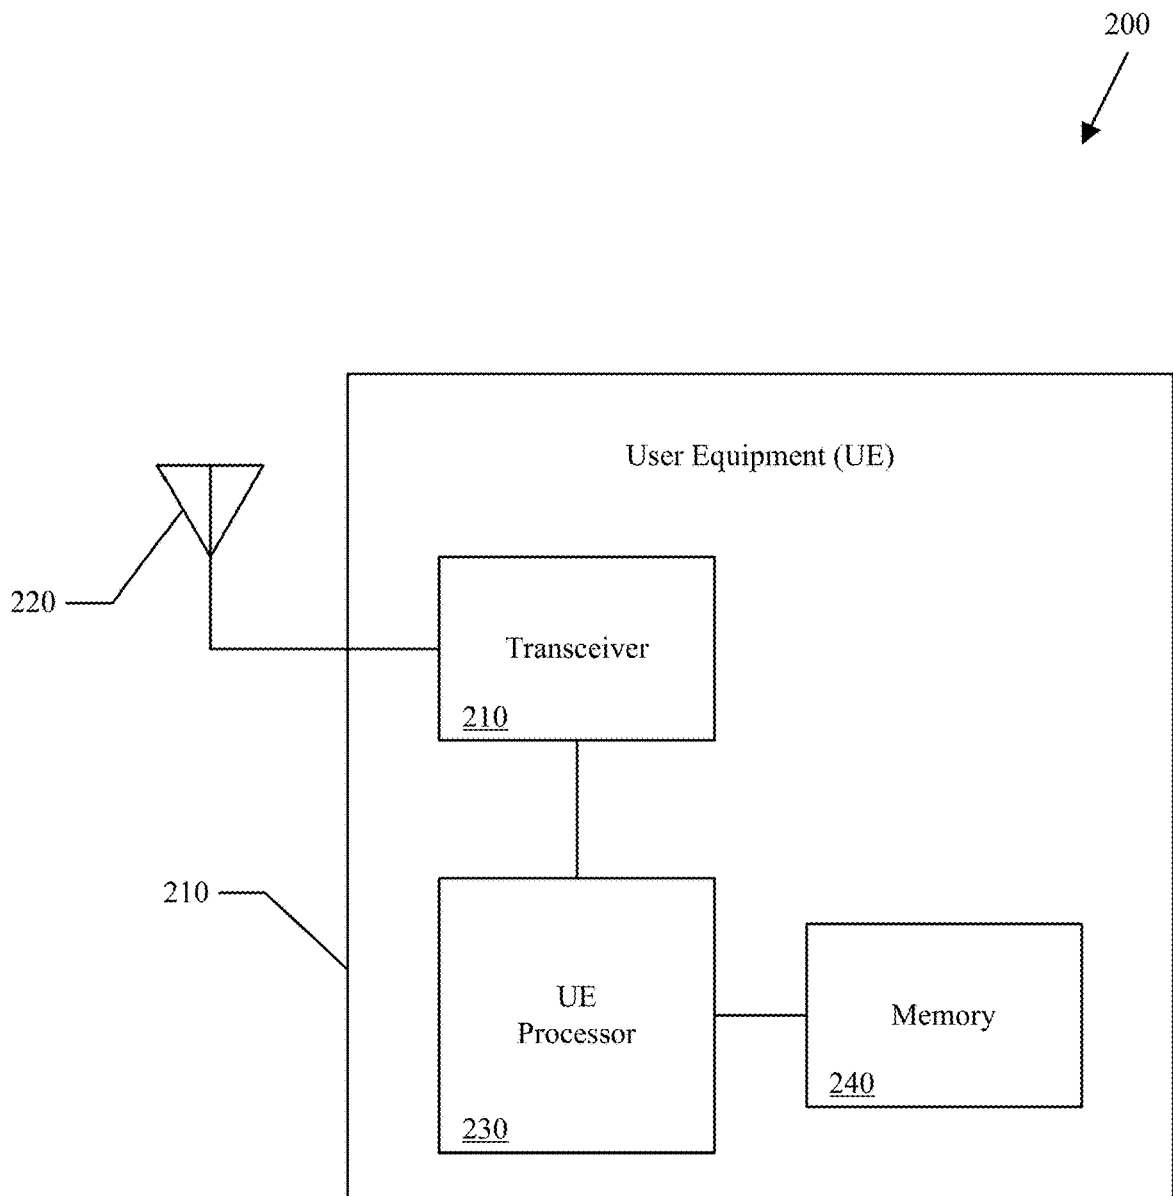 200
User Equipment (UE)
220
Transceiver
210
210
UE
Processor
Memory
240
230